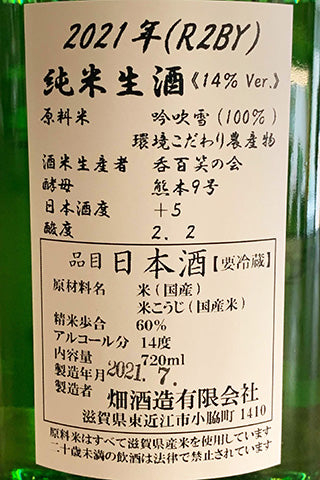 2021年(R2BY)
純米生酒《14% Ver.》
原料米 吟吹雪(100%)
環境こだわり農産物
酒米生産者 呑百笑の会
酵母 熊本9号
日本酒度 +5
酸度 2.2
品目 日本酒【要冷蔵】
原材料名 米(国産)
米こうじ(国産米)
精米歩合 60%
アルコール分 14度
内容量 720ml
製造年月 2021.7.
製造者 畑酒造有限会社
滋賀県東近江市小脇町 1410
原料米はすべて滋賀県産米を使用しています
二十歳未満の飲酒は法律で禁止されています